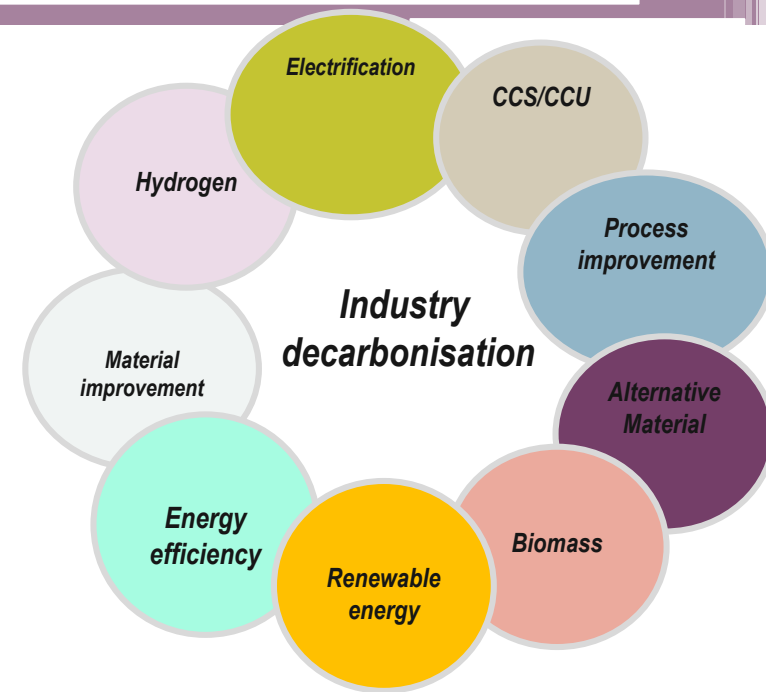 Electrification
CCS/CCU
Hydrogen
Process
improvement
Industry
decarbonisation
Material
improvement
Alternative
Material
Energy
efficiency
Biomass
Renewable
energy